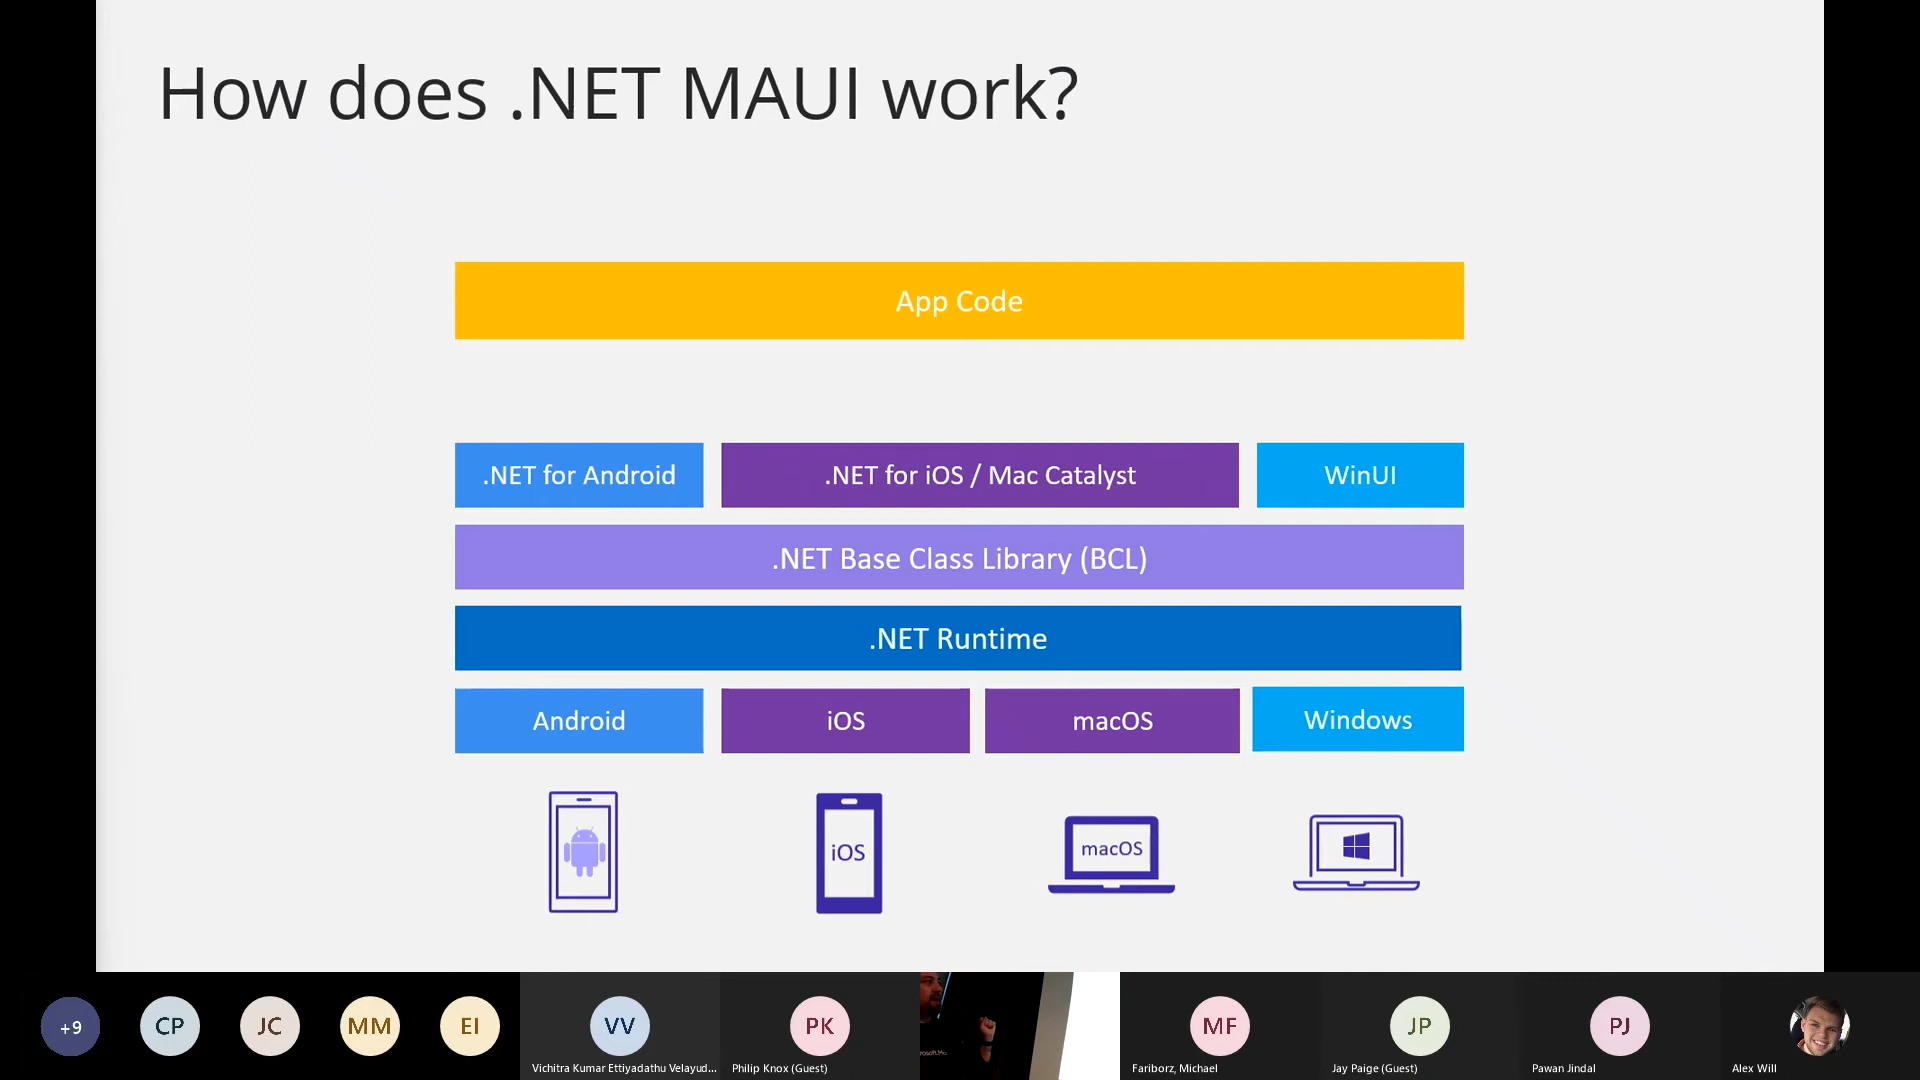 How does .NET MAUI work?
App Code
.NET for Android
.NET for iOS / Mac Catalyst
WinUI
.NET Base Class Library (BCL)
.NET Runtime
Android
iOS
macOS
Windows
iOS
macOS
+9
CP
JC
MM
EI
VV
PK
MF
JP
PJ
Vichitra Kumar Ettiyadathu Velayud...
Philip Knox (Guest)
Fariborz, Michael
Jay Paige (Guest)
Pawan Jindal
Alex Will